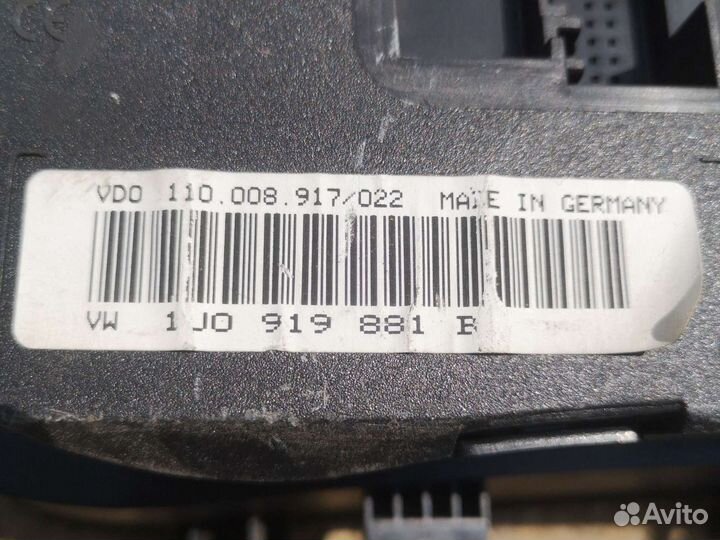 VDO 110.008.917/022 MADE IN GERMANY
VW 1J0 919 881 B
Avito